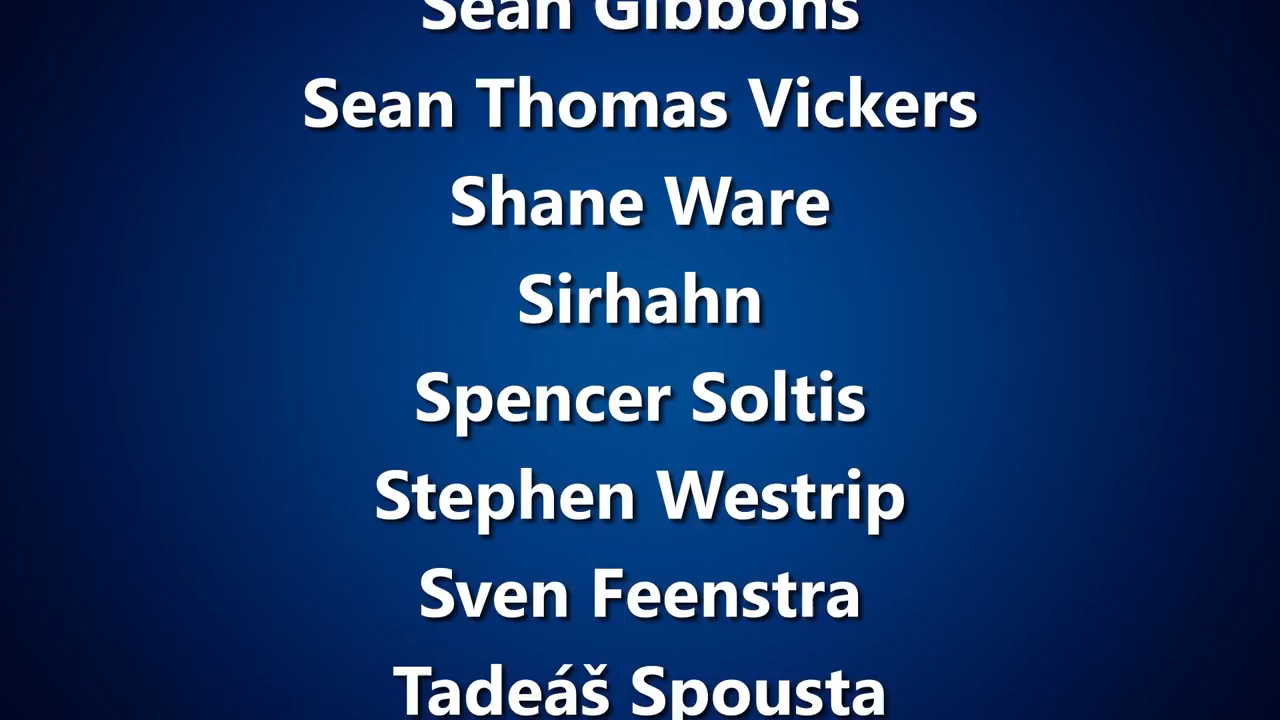 Sean Gibbons
Sean Thomas Vickers
Shane Ware
Sirhahn
Spencer Soltis
Stephen Westrip
Sven Feenstra
Tadeáš Spousta